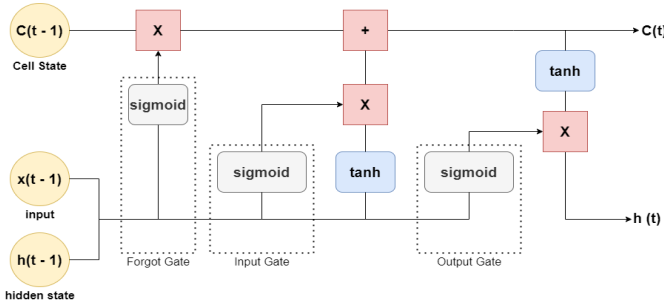 C(t - 1)
X
+
C(t)
Cell State
tanh
sigmoid
X
X
sigmoid
tanh
sigmoid
x(t - 1)
input
h (t)
h(t - 1)
Forgot Gate
Input Gate
Output Gate
hidden state